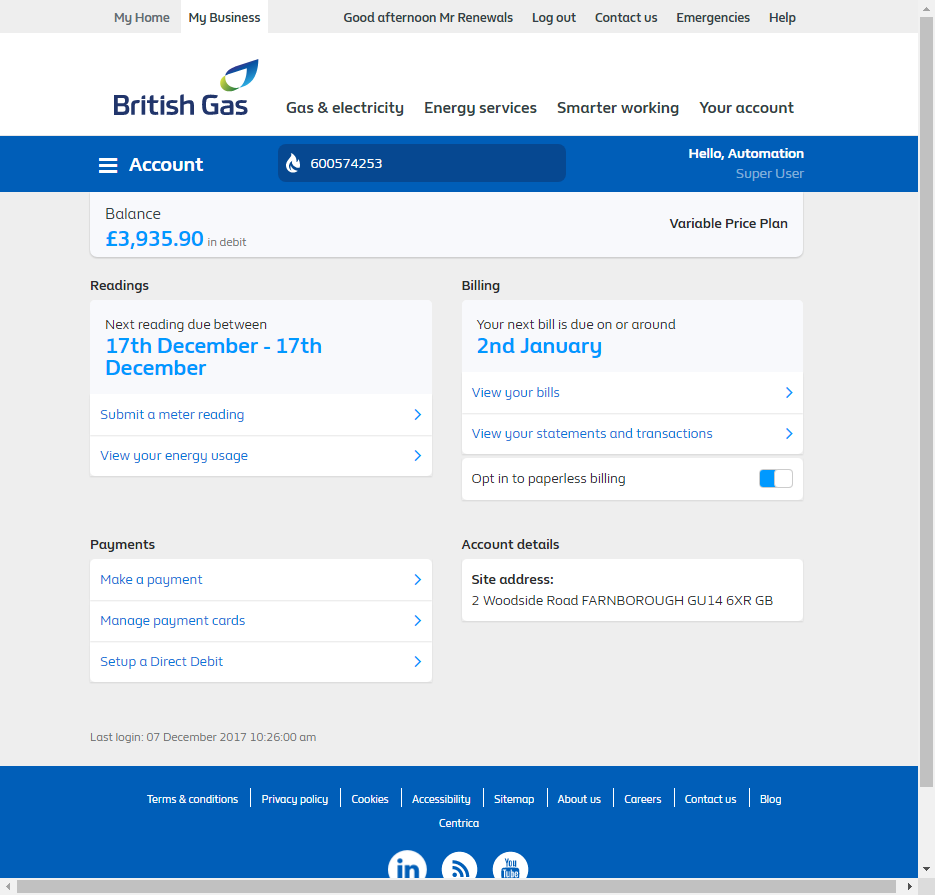 My Home My Business Good afternoon Mr Renewals Log out Contact us Emergencies Help
British Gas Gas & electricity Energy services Smarter working Your account
Account 600574253 Hello, Automation
Super User
Balance
£3,935.90 in debit
Variable Price Plan
Readings
Next reading due between
17th December - 17th
December
Submit a meter reading
View your energy usage
Billing
Your next bill is due on or around
2nd January
View your bills
View your statements and transactions
Opt in to paperless billing
Payments
Make a payment
Manage payment cards
Setup a Direct Debit
Account details
Site address:
2 Woodside Road FARNBOROUGH GU14 6XR GB
Last login: 07 December 2017 10:26:00 am
Terms & conditions Privacy policy Cookies Accessibility Sitemap About us Careers Contact us Blog
Centrica
in You Tube